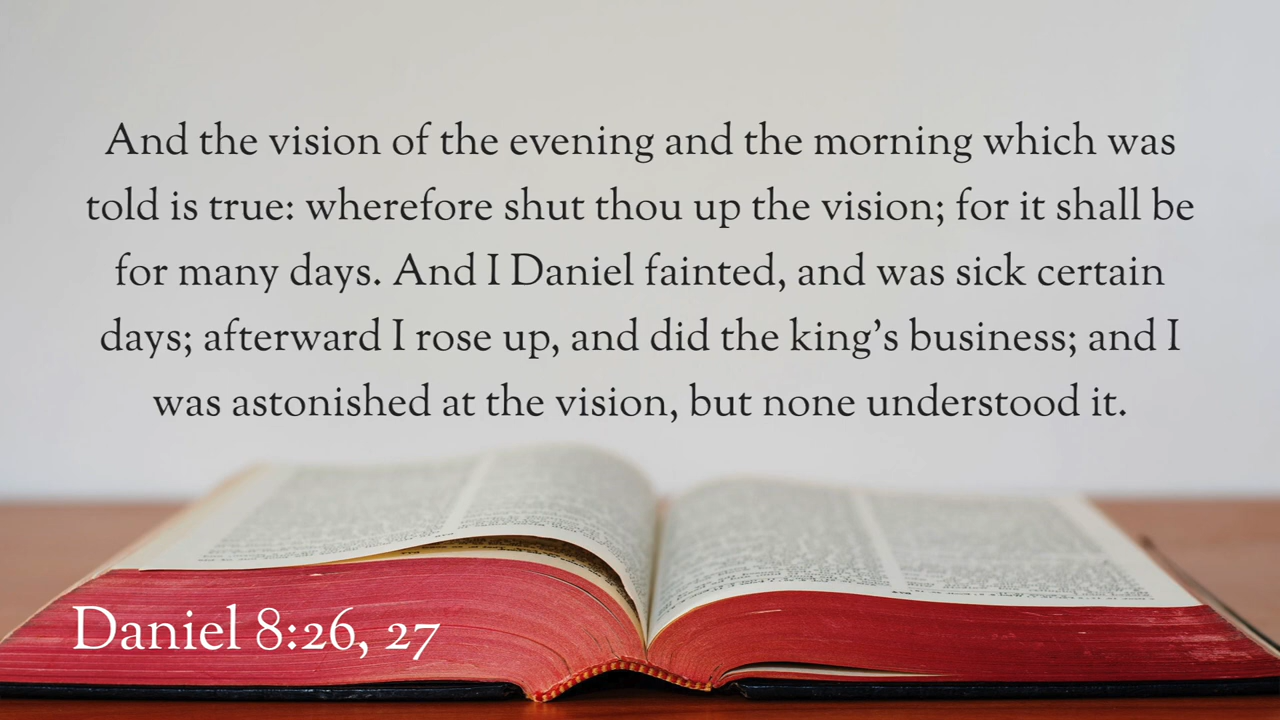 And the vision of the evening and the morning which was
told is true: wherefore shut thou up the vision; for it shall be
for many days. And I Daniel fainted, and was sick certain
days; afterward I rose up, and did the king’s business; and I
was astonished at the vision, but none understood it.
Daniel 8:26, 27